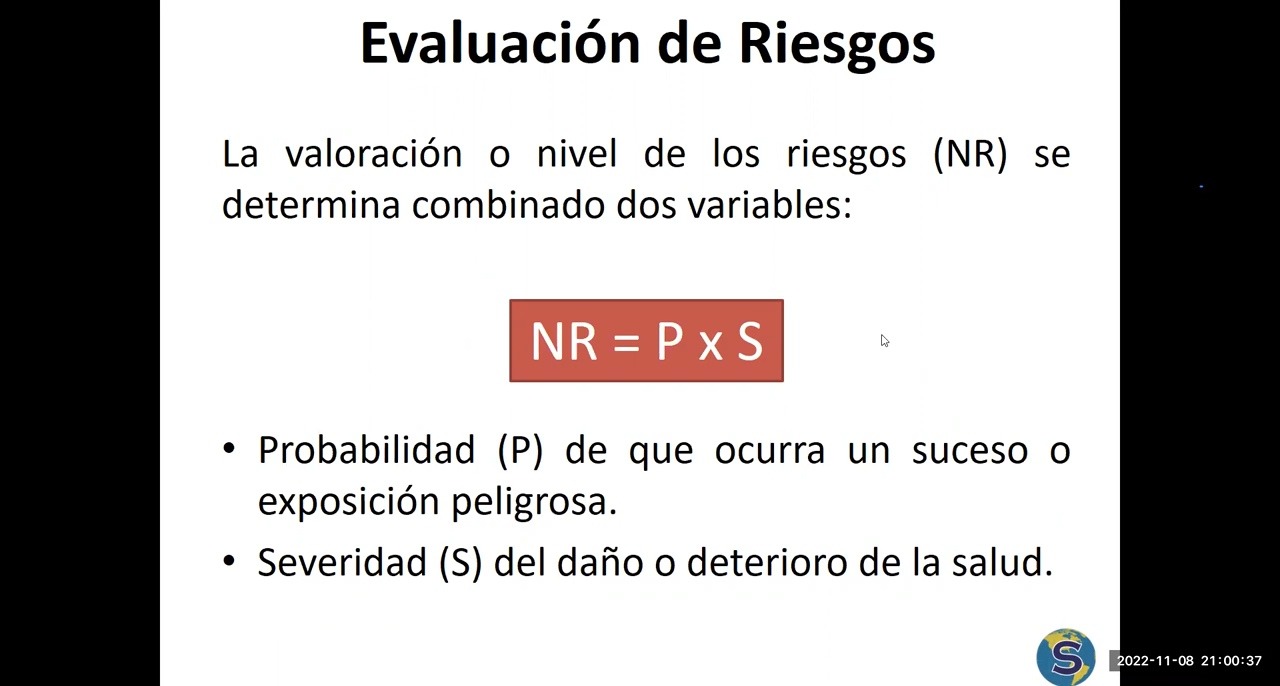 Evaluación de Riesgos
La valoración o nivel de los riesgos (NR) se
determina combinado dos variables:
NR = P x S
• Probabilidad (P) de que ocurra un suceso o
exposición peligrosa.
• Severidad (S) del daño o deterioro de la salud.
S
2022-11-08 21:00:37